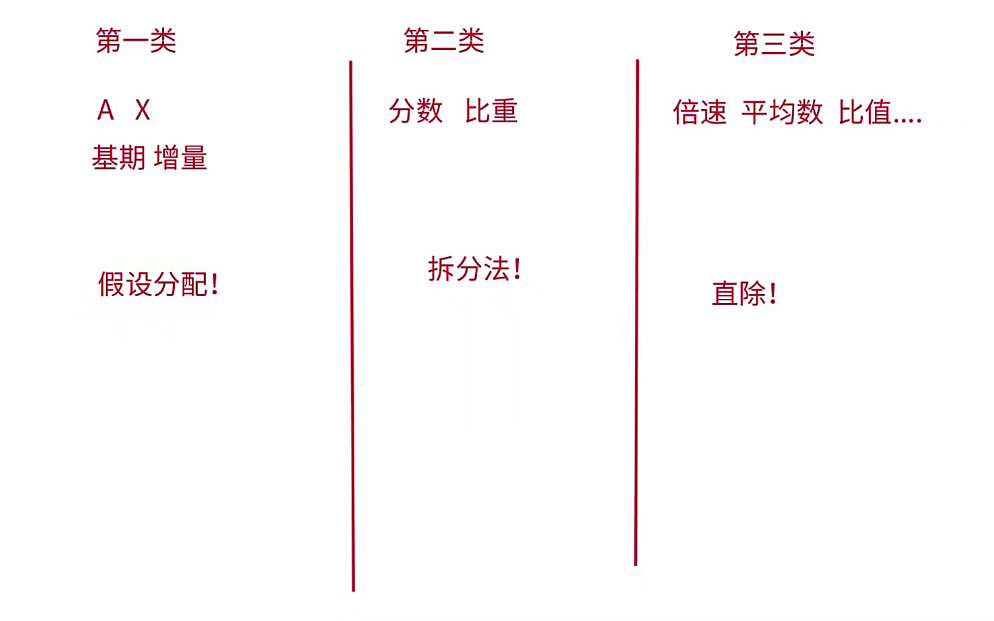 第一类
A X
基期 增量
假设分配!
第二类
分数 比重
拆分法!
第三类
倍速 平均数 比值....
直除!